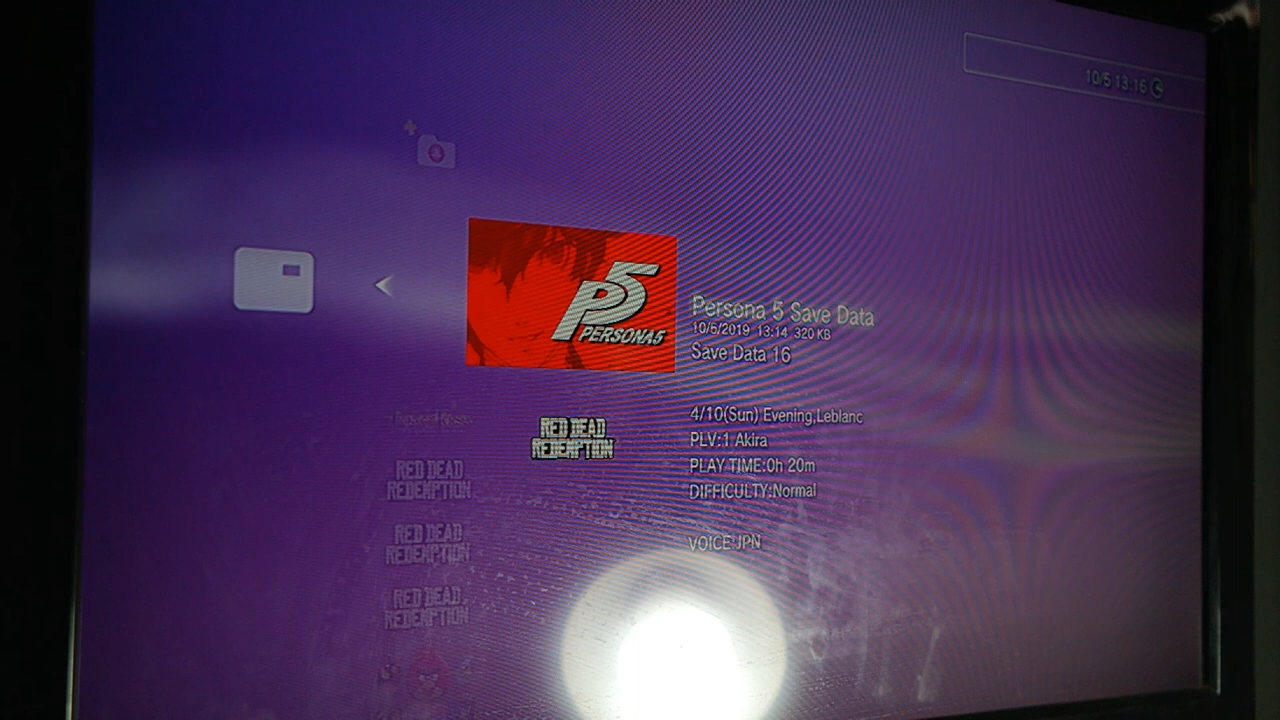 10/5 13:16
P5
PERSONA5
Persona 5 Save Data
10/5/2019 13:14 320 KB
Save Data 16
RED DEAD
REDEMPTION
4/10(Sun) Evening,Leblanc
PLV:1 Akira
PLAY TIME:0h 20m
DIFFICULTY:Normal
VOICE:JPN
RED DEAD
REDEMPTION
RED DEAD
REDEMPTION
RED DEAD
REDEMPTION